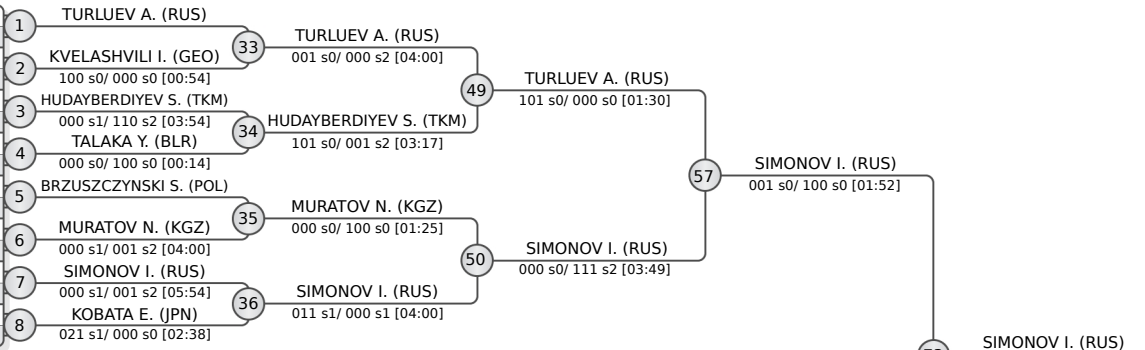 1
TURLUEV A. (RUS)
2
KVELASHVILI I. (GEO)
100 s0/ 000 s0 [00:54]
33
TURLUEV A. (RUS)
001 s0/ 000 s2 [04:00]
3
HUDAYBERDIYEV S. (TKM)
000 s1/ 110 s2 [03:54]
4
TALAKA Y. (BLR)
000 s0/ 100 s0 [00:14]
34
HUDAYBERDIYEV S. (TKM)
101 s0/ 001 s2 [03:17]
49
TURLUEV A. (RUS)
101 s0/ 000 s0 [01:30]
5
BRZUSZCZYNSKI S. (POL)
6
MURATOV N. (KGZ)
000 s1/ 001 s2 [04:00]
35
MURATOV N. (KGZ)
000 s0/ 100 s0 [01:25]
7
SIMONOV I. (RUS)
000 s1/ 001 s2 [05:54]
8
KOBATA E. (JPN)
021 s1/ 000 s0 [02:38]
36
SIMONOV I. (RUS)
011 s1/ 000 s1 [04:00]
50
SIMONOV I. (RUS)
000 s0/ 111 s2 [03:49]
57
SIMONOV I. (RUS)
001 s0/ 100 s0 [01:52]
SIMONOV I. (RUS)